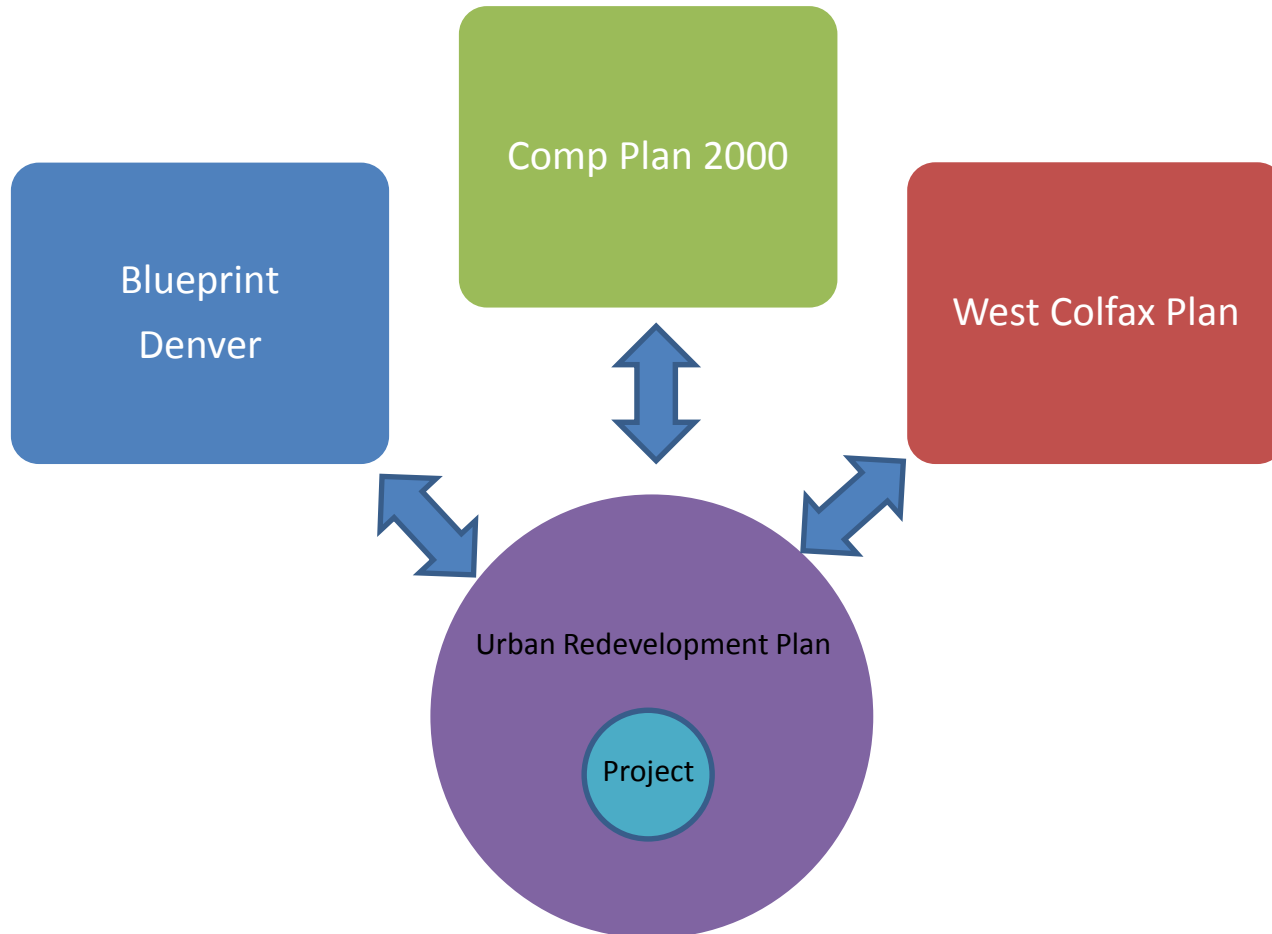 Comp Plan 2000
Blueprint
Denver
West Colfax Plan
Urban Redevelopment Plan
Project